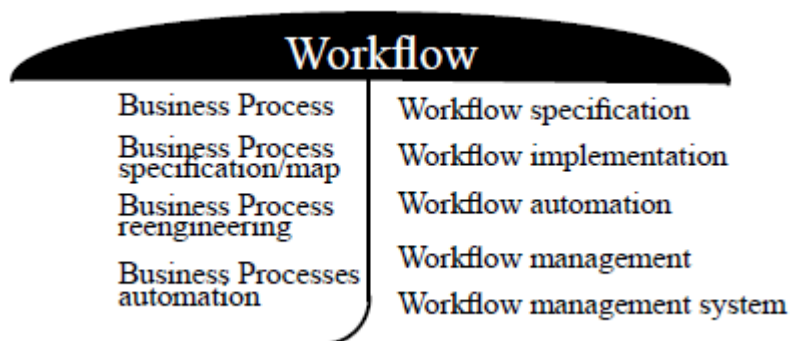 Workflow
Business Process
Business Process
specification/map
Business Process
reengineering
Business Processes
automation
Workflow specification
Workflow implementation
Workflow automation
Workflow management
Workflow management system